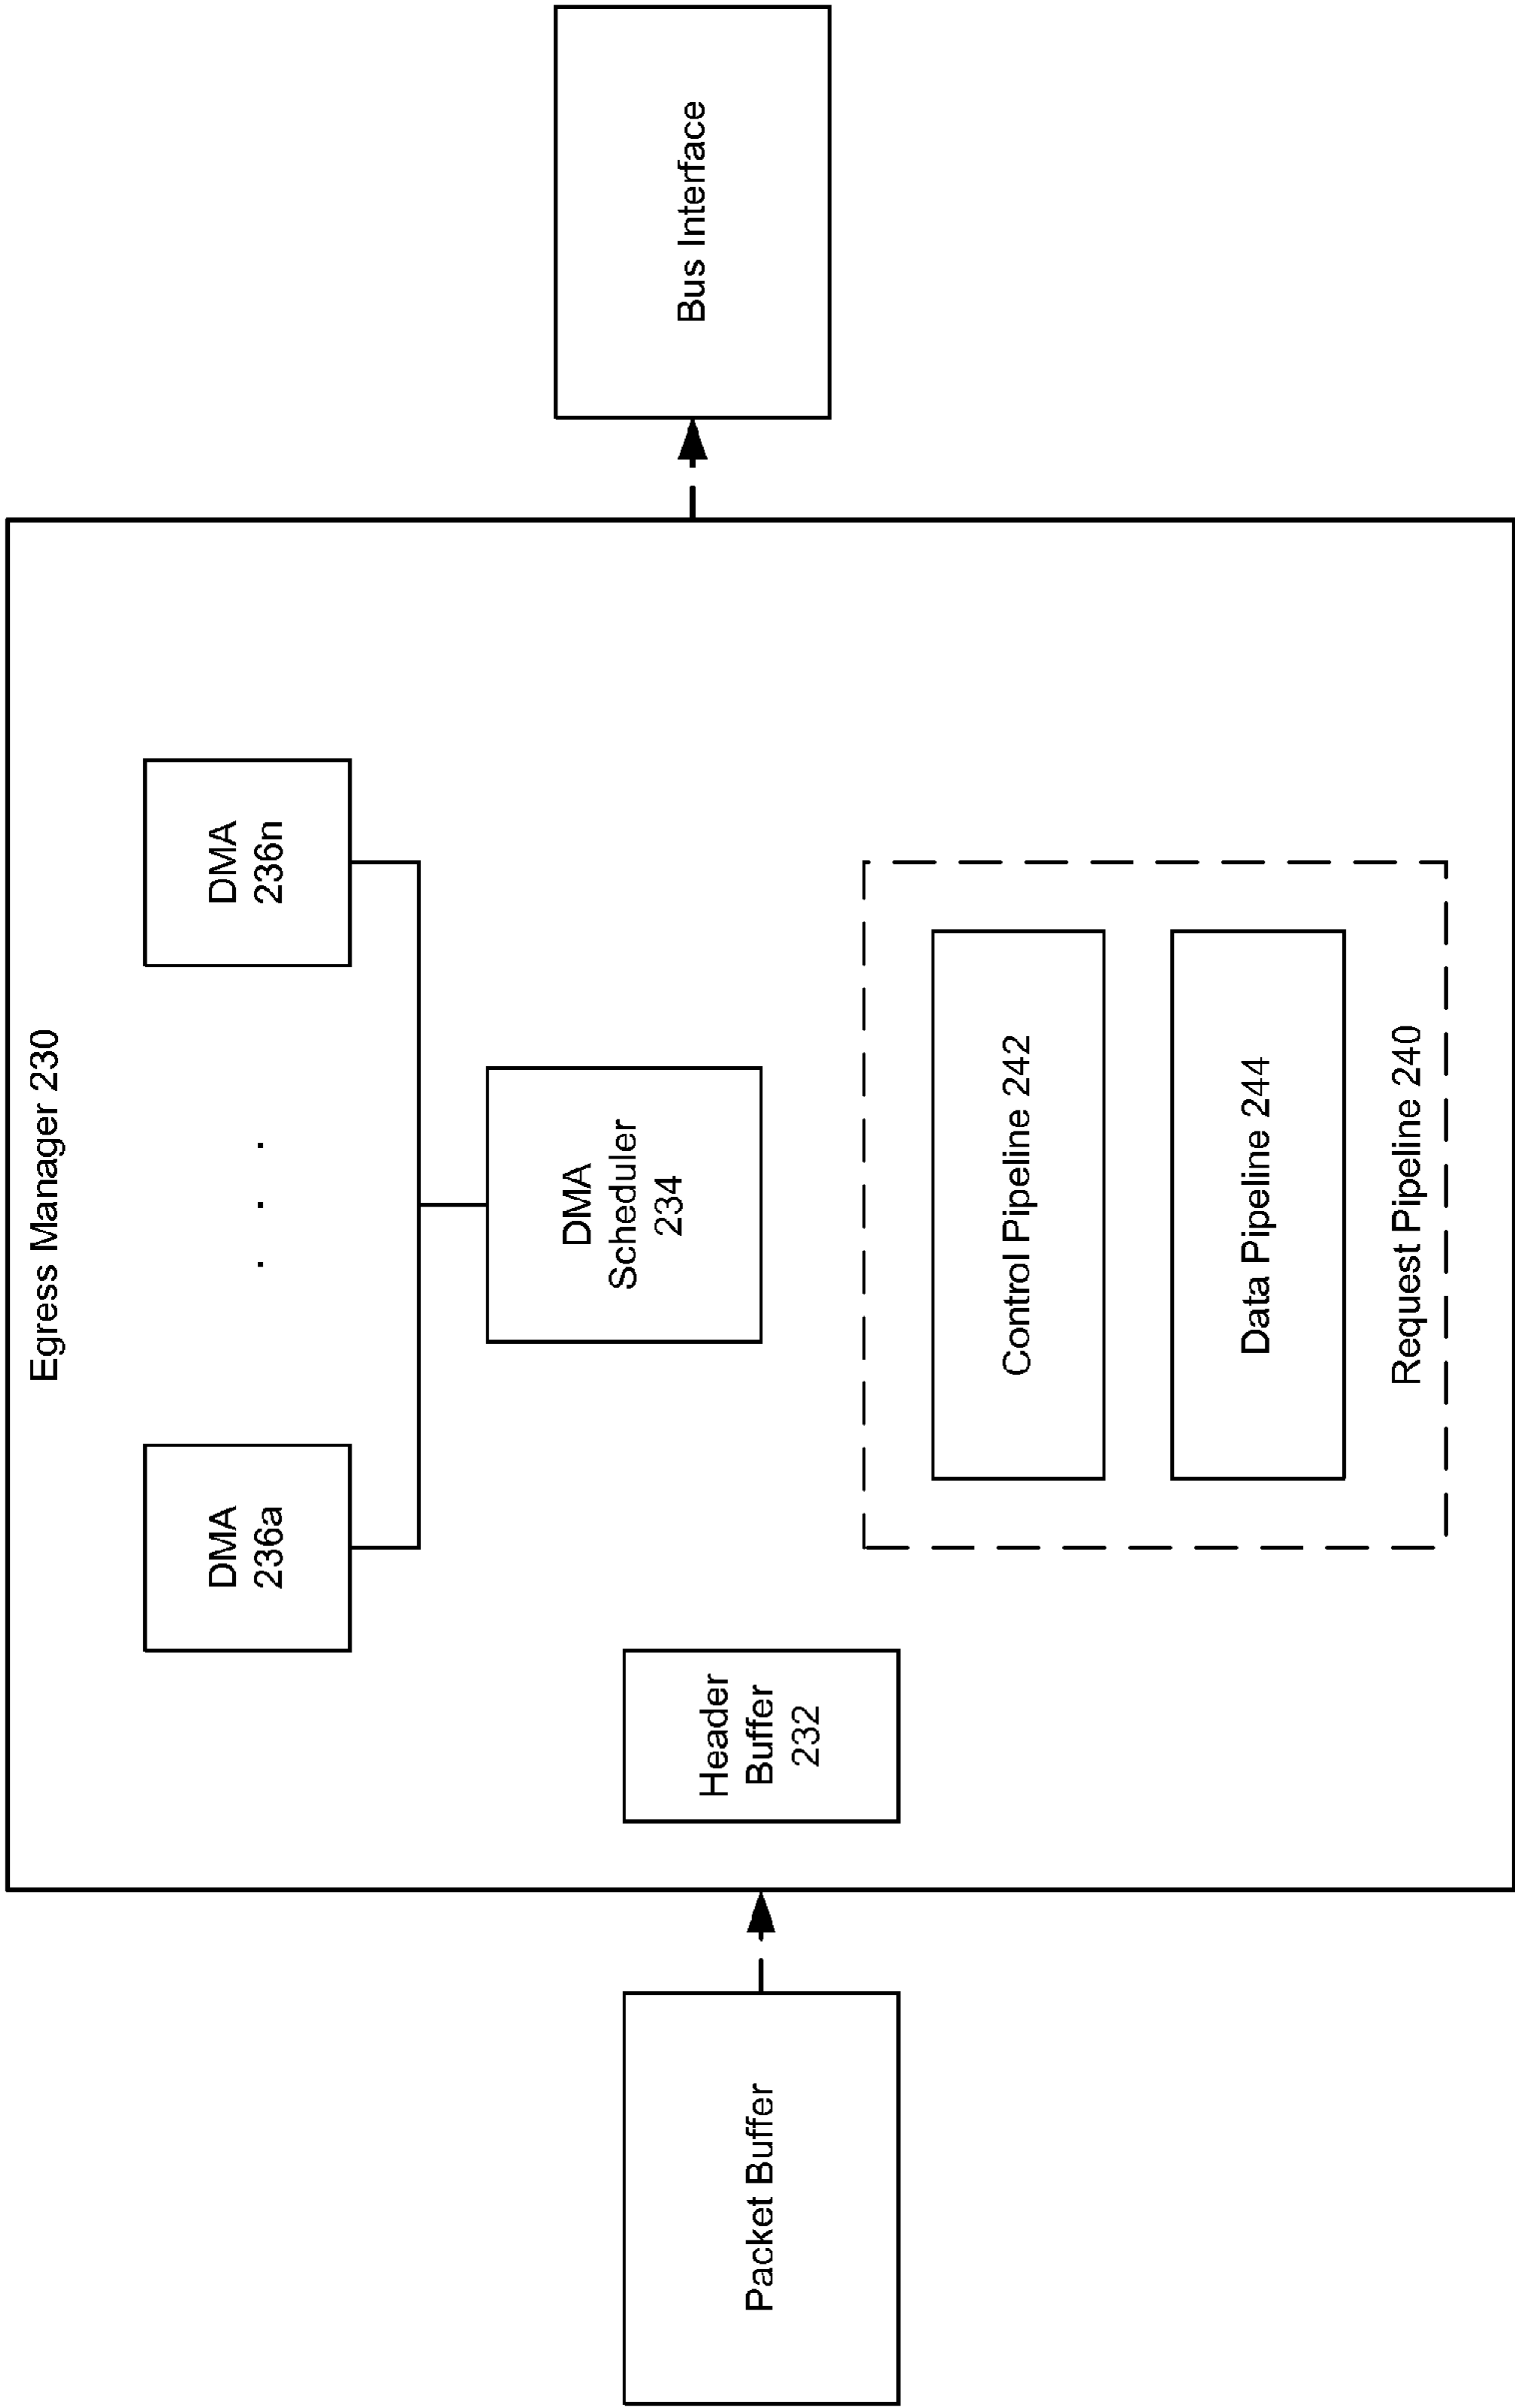 Egress Manager 230
DMA
236a
. . .
DMA
236n
DMA
Scheduler
234
Packet Buffer
Header
Buffer
232
Bus Interface
Control Pipeline 242
Data Pipeline 244
Request Pipeline 240